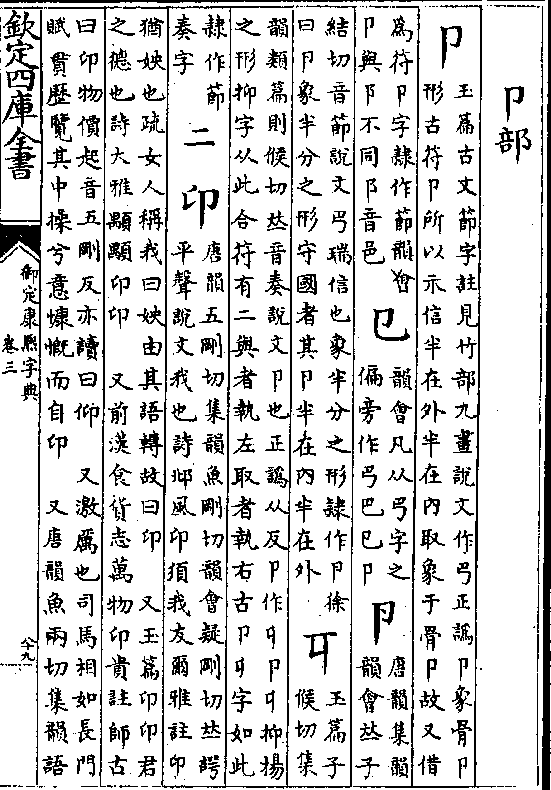 卩部
卩
玉篇古文節字註見竹部九畫說文作㔾正譌卩象骨卩
形古符卩所以示信半在外半在內取象于骨卩故又借
爲符卩字隸作節韻會
卩與阝不同阝音邑
㔾
韻會凡从㔾字之
偏旁作㔾巴巳卩
卪
唐韻集韻
韻會𠀤子
結切音節說文㔾瑞信也象半分之形隸作卩徐
曰卩象半分之形守國者其卩半在內半在外
𠨎
玉篇子
候切集
韻類篇則候切𠀤音奏說文卩也正譌从反卩作𠨎卩𠨎抑揚
之形抑字从此合符有二與者執左取者執右古卩𠨎字如此
隸作節
奏字
二
卬
唐韻五剛切集韻魚剛切韻會疑剛切𠀤諤
平聲說文我也詩邶風卬須我友爾雅註卬
猶姎也疏女人稱我曰姎由其語轉故曰卬 又玉篇卬卬君
之德也詩大雅顒顒卬卬 又前漢食貨志萬物卬貴註師古
曰卬物價起音五剛反亦讀曰仰 又激厲也司馬相如長門
賦貫歷覽其中操兮意慷慨而自卬 又唐韻魚兩切集韻語
欽定四庫全書
御定康熙字典
卷三
八十九